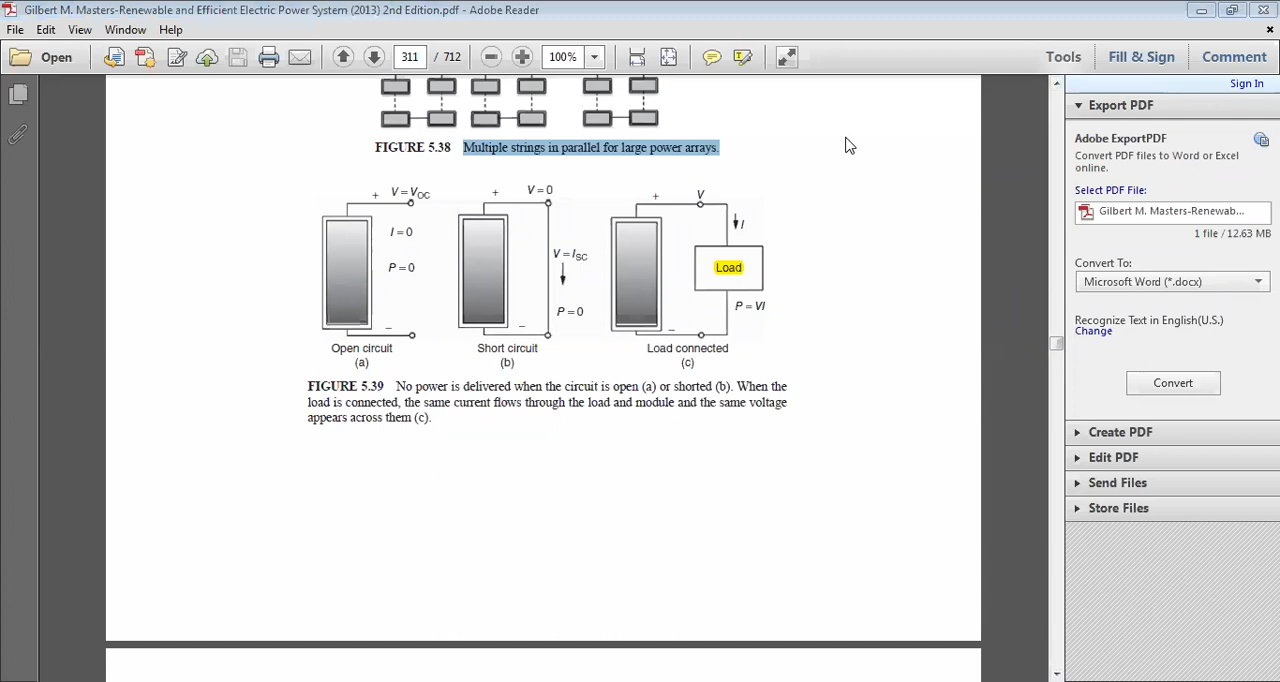 Gilbert M. Masters-Renewable and Efficient Electric Power System (2013) 2nd Edition.pdf - Adobe Reader
File Edit View Window Help
Open 311 / 712 100% Tools Fill & Sign Comment
Sign In
FIGURE 5.38 Multiple strings in parallel for large power arrays.
+ V = VOC
I = 0
P = 0
–
Open circuit
(a)
+ V = 0
V = ISC
P = 0
–
Short circuit
(b)
+ V
I
Load
P = VI
–
Load connected
(c)
FIGURE 5.39 No power is delivered when the circuit is open (a) or shorted (b). When the
load is connected, the same current flows through the load and module and the same voltage
appears across them (c).
Export PDF
Adobe ExportPDF
Convert PDF files to Word or Excel
online.
Select PDF File:
Gilbert M. Masters-Renewab...
1 file / 12.63 MB
Convert To:
Microsoft Word (*.docx)
Recognize Text in English(U.S.)
Change
Convert
Create PDF
Edit PDF
Send Files
Store Files